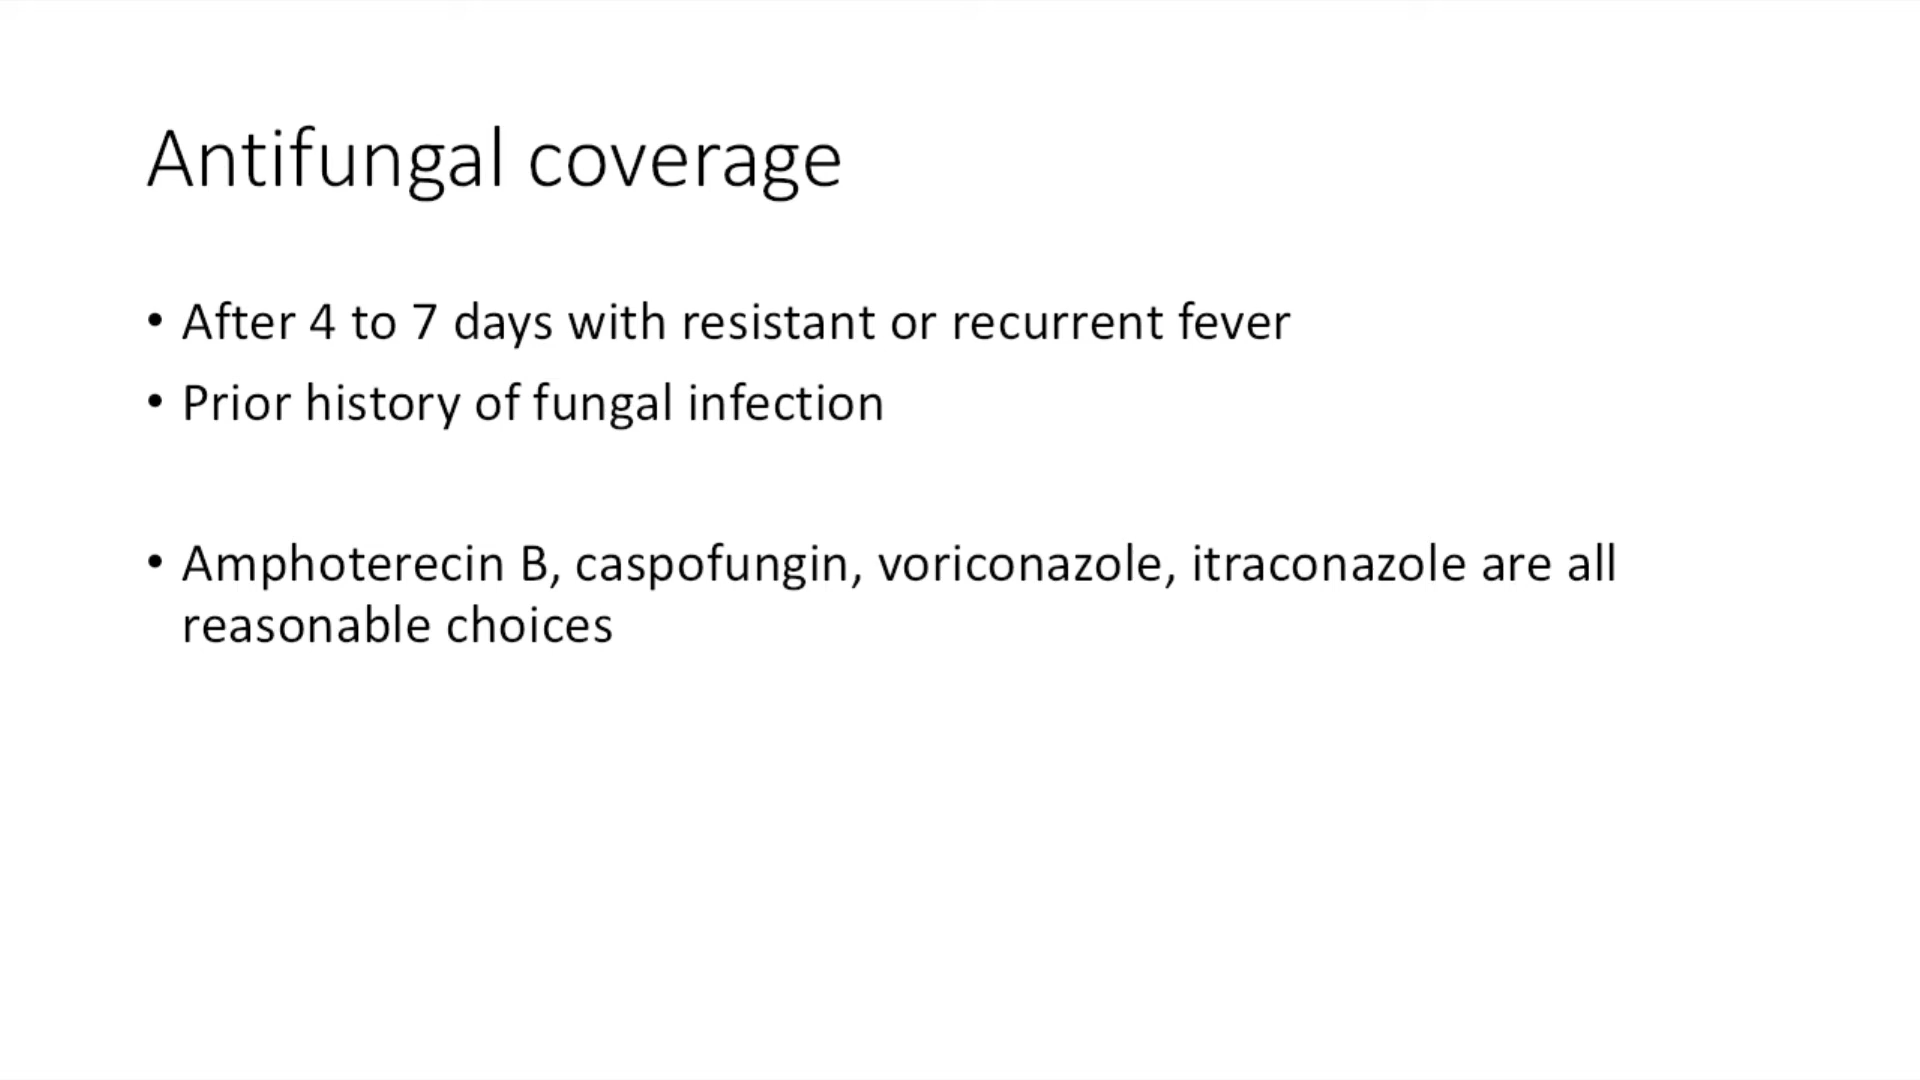 Antifungal coverage
• After 4 to 7 days with resistant or recurrent fever
• Prior history of fungal infection
• Amphoterecin B, caspofungin, voriconazole, itraconazole are all
reasonable choices